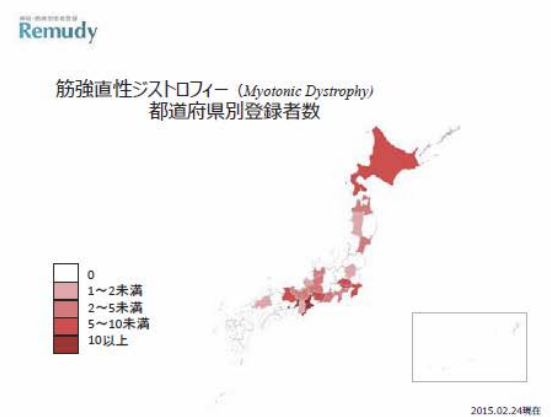 Remudy
筋強直性ジストロフィー (Myotonic Dystrophy)
都道府県別登録者数
0
1～2未満
2～5未満
5～10未満
10以上
2015.02.24現在